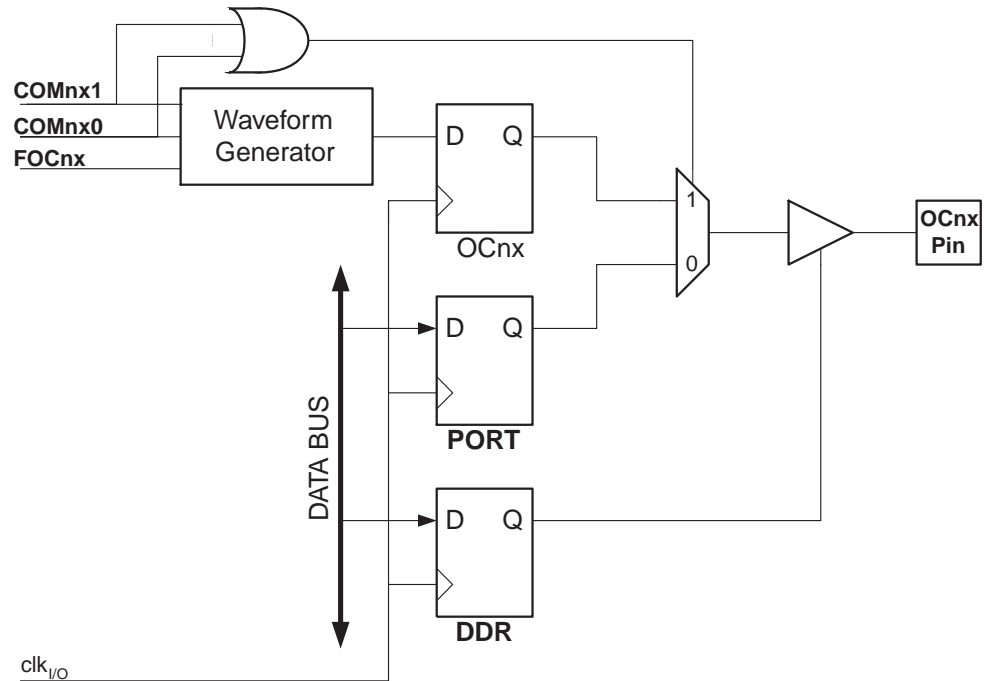 COMnx1
COMnx0
FOCnx
Waveform
Generator
D Q
OCnx
1
0
OCnx
Pin
D Q
PORT
DATA BUS
D Q
DDR
clkI/O